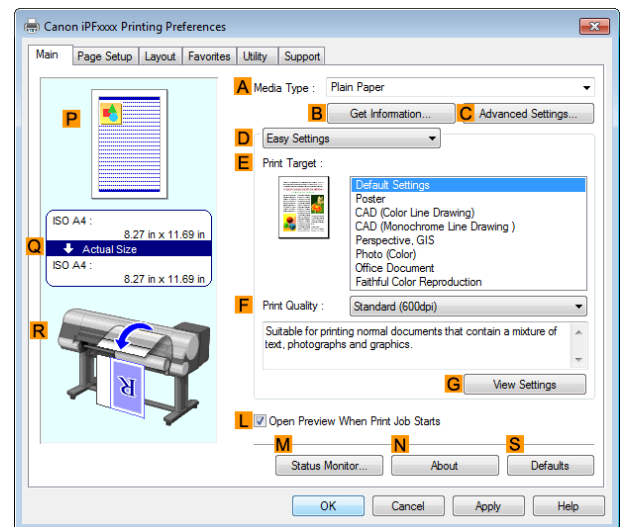 Canon iPFxxxx Printing Preferences
Main Page Setup Layout Favorites Utility Support
A Media Type : Plain Paper
B Get Information... C Advanced Settings...
D Easy Settings
E Print Target :
Default Settings
Poster
CAD (Color Line Drawing)
CAD (Monochrome Line Drawing )
Perspective, GIS
Photo (Color)
Office Document
Faithful Color Reproduction
F Print Quality : Standard (600dpi)
Suitable for printing normal documents that contain a mixture of
text, photographs and graphics.
G View Settings
P
ISO A4 :
8.27 in x 11.69 in
Q Actual Size
ISO A4 :
8.27 in x 11.69 in
R
R
L Open Preview When Print Job Starts
M N S
Status Monitor... About Defaults
OK Cancel Apply Help